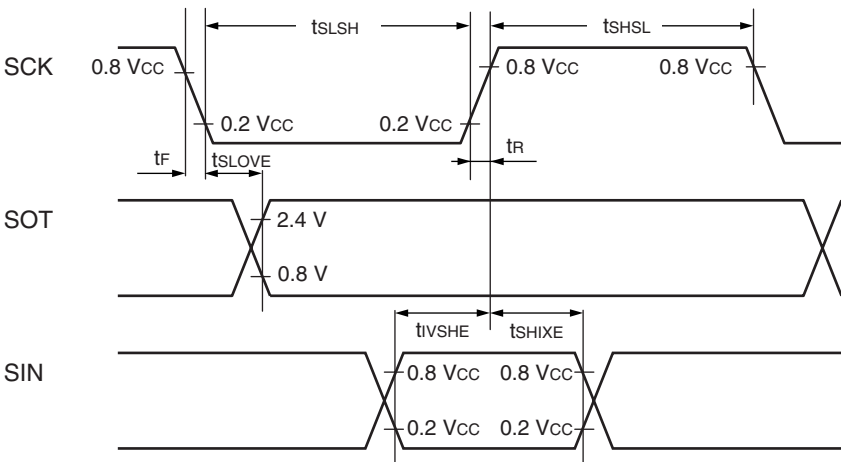 tSLSH tSHSL
SCK 0.8 VCC 0.8 VCC 0.8 VCC
0.2 VCC 0.2 VCC
tF tSLOVE tR
SOT 2.4 V
0.8 V
tIVSHE tSHIXE
SIN 0.8 VCC 0.8 VCC
0.2 VCC 0.2 VCC